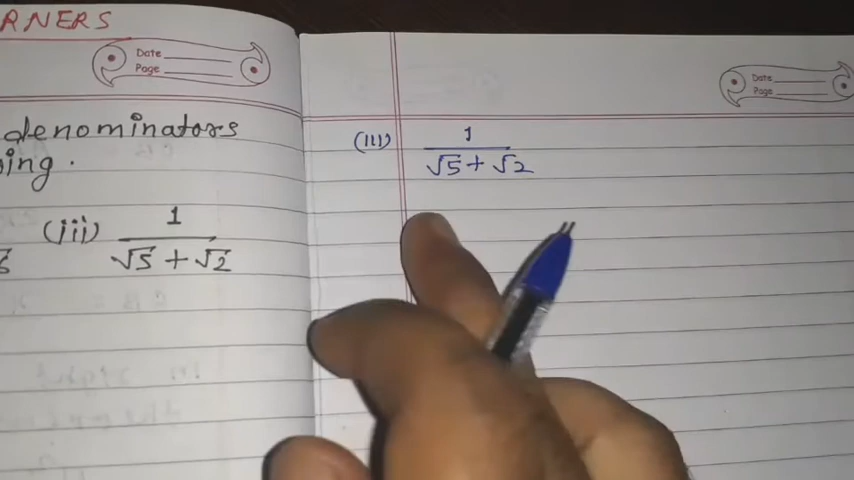 RNERS
Date
Page
denominators
ing.
(iii) 1/(√5 + √2)
Date
Page
(iii) 1/(√5 + √2)